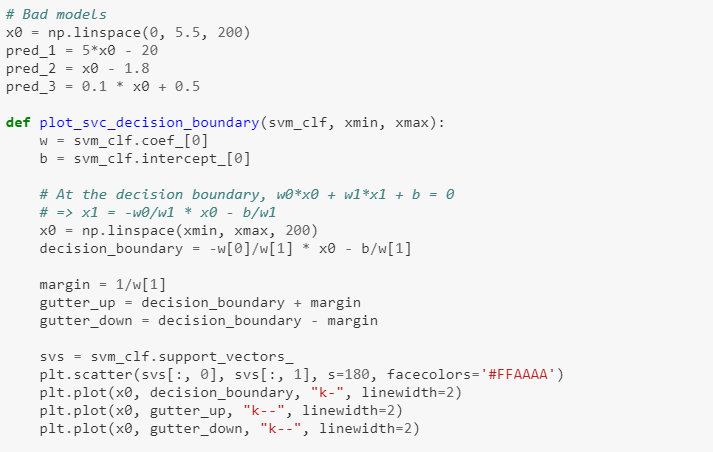 # Bad models
x0 = np.linspace(0, 5.5, 200)
pred_1 = 5*x0 - 20
pred_2 = x0 - 1.8
pred_3 = 0.1 * x0 + 0.5

def plot_svc_decision_boundary(svm_clf, xmin, xmax):
    w = svm_clf.coef_[0]
    b = svm_clf.intercept_[0]

    # At the decision boundary, w0*x0 + w1*x1 + b = 0
    # => x1 = -w0/w1 * x0 - b/w1
    x0 = np.linspace(xmin, xmax, 200)
    decision_boundary = -w[0]/w[1] * x0 - b/w[1]

    margin = 1/w[1]
    gutter_up = decision_boundary + margin
    gutter_down = decision_boundary - margin

    svs = svm_clf.support_vectors_
    plt.scatter(svs[:, 0], svs[:, 1], s=180, facecolors='#FFAAAA')
    plt.plot(x0, decision_boundary, "k-", linewidth=2)
    plt.plot(x0, gutter_up, "k--", linewidth=2)
    plt.plot(x0, gutter_down, "k--", linewidth=2)